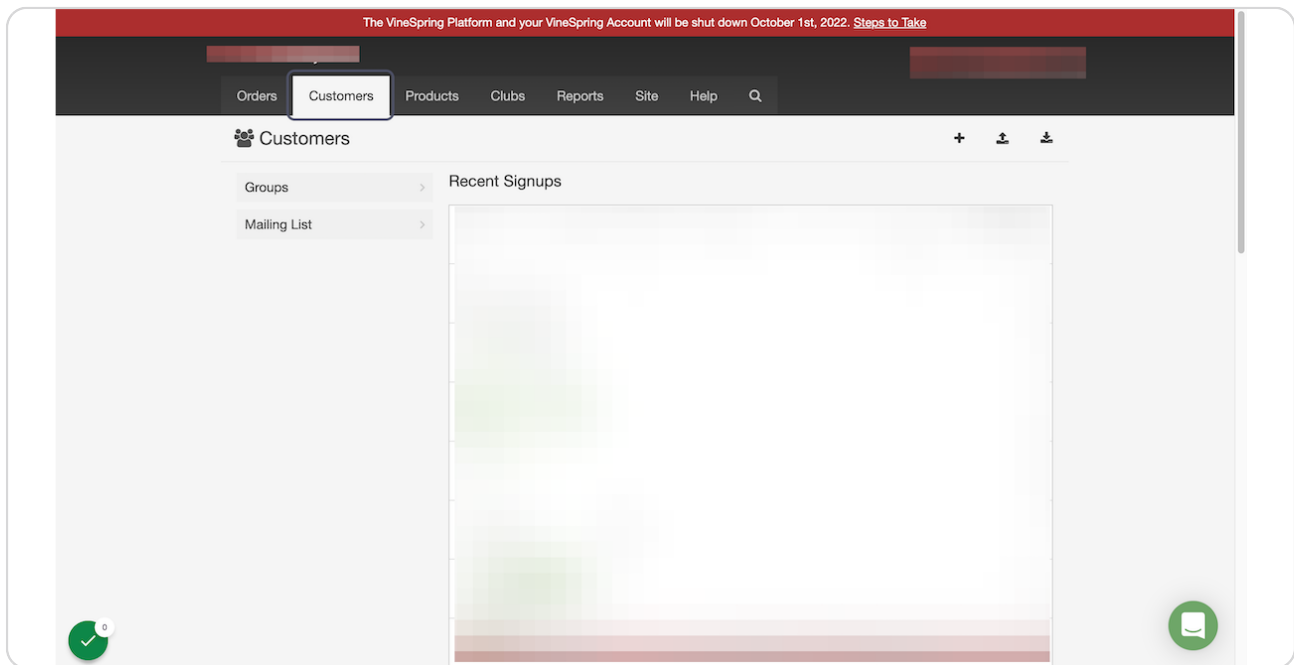 The VineSpring Platform and your VineSpring Account will be shut down October 1st, 2022. Steps to Take
Orders Customers Products Clubs Reports Site Help
Customers
Groups
Mailing List
Recent Signups
0